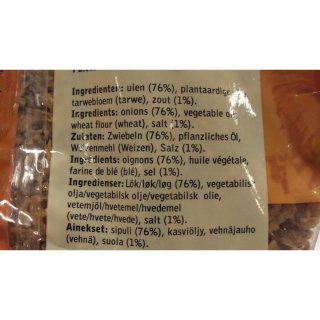 Ingrediënten: uien (76%), plantaardige
tarwebloem (tarwe), zout (1%).
Ingredients: onions (76%), vegetable oil
wheat flour (wheat), salt (1%).
Zutaten: Zwiebeln (76%), pflanzliches Öl,
Weizenmehl (Weizen), Salz (1%).
Ingrédients: oignons (76%), huile végétale,
farine de blé (blé), sel (1%).
Ingredienser: Lök/løk/løg (76%), vegetabilisk
olja/vegetabilsk olje/vegetabilsk olie,
vetemjöl/hvetemel/hvedemel
(vete/hvete/hvede), salt (1%).
Ainekset: sipuli (76%), kasviöljy, vehnäjauho
(vehnä), suola (1%).